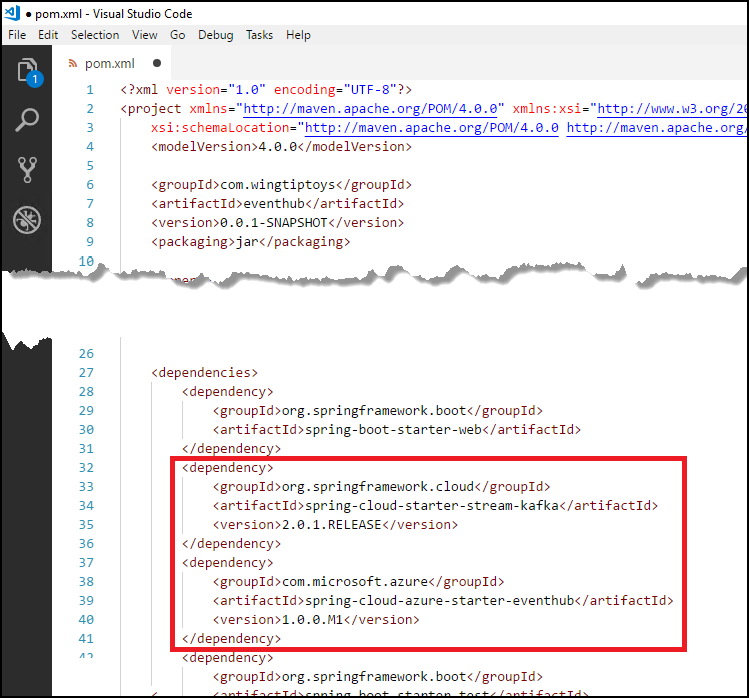 ● pom.xml - Visual Studio Code
File Edit Selection View Go Debug Tasks Help
pom.xml ●
1
1 <?xml version="1.0" encoding="UTF-8"?>
2 <project xmlns="http://maven.apache.org/POM/4.0.0" xmlns:xsi="http://www.w3.org/20
3 xsi:schemaLocation="http://maven.apache.org/POM/4.0.0 http://maven.apache.org/
4 <modelVersion>4.0.0</modelVersion>
5
6 <groupId>com.wingtiptoys</groupId>
7 <artifactId>eventhub</artifactId>
8 <version>0.0.1-SNAPSHOT</version>
9 <packaging>jar</packaging>
10
26
27 <dependencies>
28 <dependency>
29 <groupId>org.springframework.boot</groupId>
30 <artifactId>spring-boot-starter-web</artifactId>
31 </dependency>
32 <dependency>
33 <groupId>org.springframework.cloud</groupId>
34 <artifactId>spring-cloud-starter-stream-kafka</artifactId>
35 <version>2.0.1.RELEASE</version>
36 </dependency>
37 <dependency>
38 <groupId>com.microsoft.azure</groupId>
39 <artifactId>spring-cloud-azure-starter-eventhub</artifactId>
40 <version>1.0.0.M1</version>
41 </dependency>
42 <dependency>
<groupId>org.springframework.boot</groupId>
<artifactId>spring-boot-starter-test</artifactId>